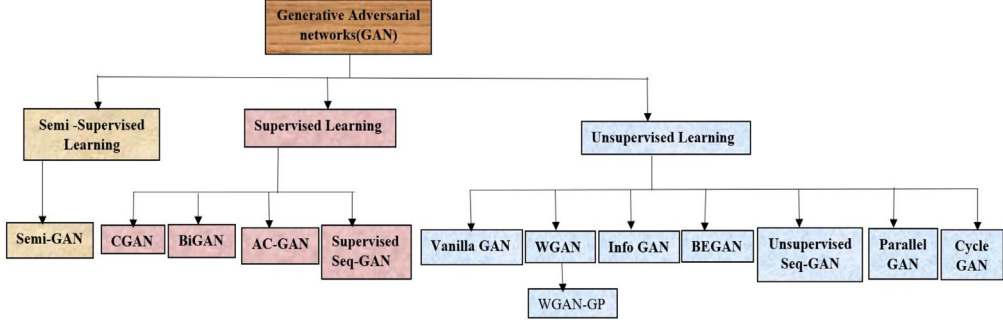 Generative Adversarial
networks(GAN)
Semi -Supervised
Learning
Supervised Learning
Unsupervised Learning
Semi-GAN
CGAN
BiGAN
AC-GAN
Supervised
Seq-GAN
Vanilla GAN
WGAN
Info GAN
BEGAN
Unsupervised
Seq-GAN
Parallel
GAN
Cycle
GAN
WGAN-GP